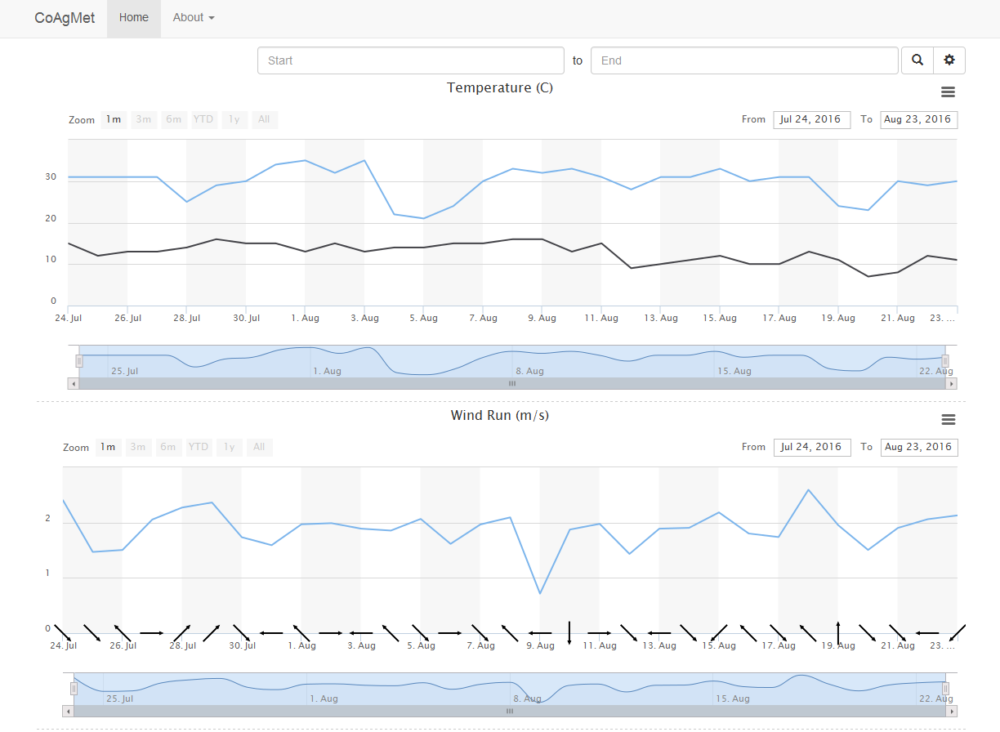 CoAgMet Home About
Start to End
Temperature (C)
Zoom 1m 3m 6m YTD 1y All From Jul 24, 2016 To Aug 23, 2016
30
20
10
0
24. Jul 26. Jul 28. Jul 30. Jul 1. Aug 3. Aug 5. Aug 7. Aug 9. Aug 11. Aug 13. Aug 15. Aug 17. Aug 19. Aug 21. Aug 23. ...
25. Jul 1. Aug 8. Aug 15. Aug 22. Aug
Wind Run (m/s)
Zoom 1m 3m 6m YTD 1y All From Jul 24, 2016 To Aug 23, 2016
2
1
0
24. Jul 26. Jul 28. Jul 30. Jul 1. Aug 3. Aug 5. Aug 7. Aug 9. Aug 11. Aug 13. Aug 15. Aug 17. Aug 19. Aug 21. Aug 23. ...
25. Jul 1. Aug 8. Aug 15. Aug 22. Aug